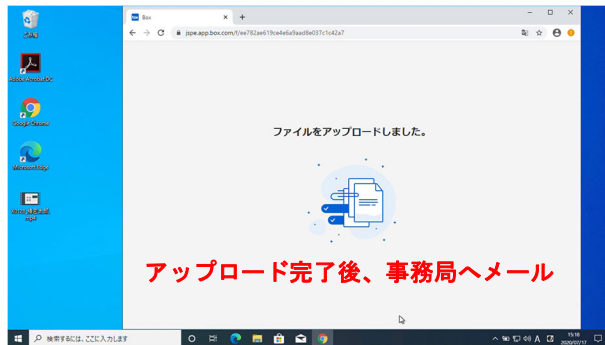 ごみ箱
Adobe Acrobat DC
Google Chrome
Microsoft Edge
Box
jspe.app.box.com/f/ee782ae619ce4e6a9aad8e037c1c42a7
ファイルをアップロードしました。
アップロード完了後、事務局へメール
検索するには、ここに入力します
A
15:18
2020/07/17